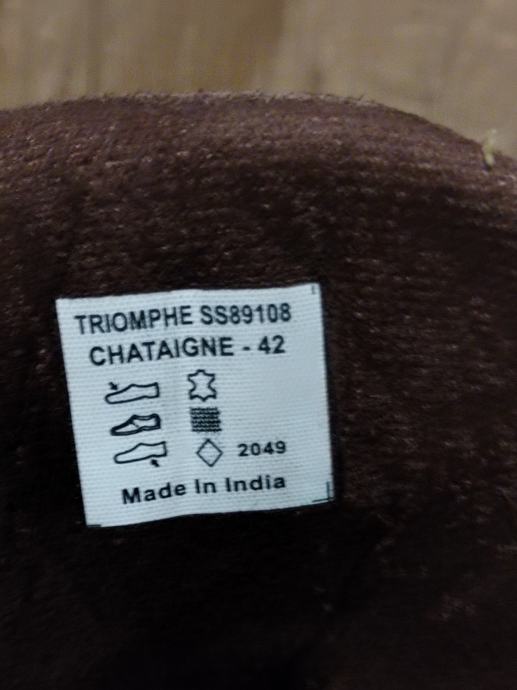 TRIOMPHE SS89108
CHATAIGNE - 42
2049
Made In India